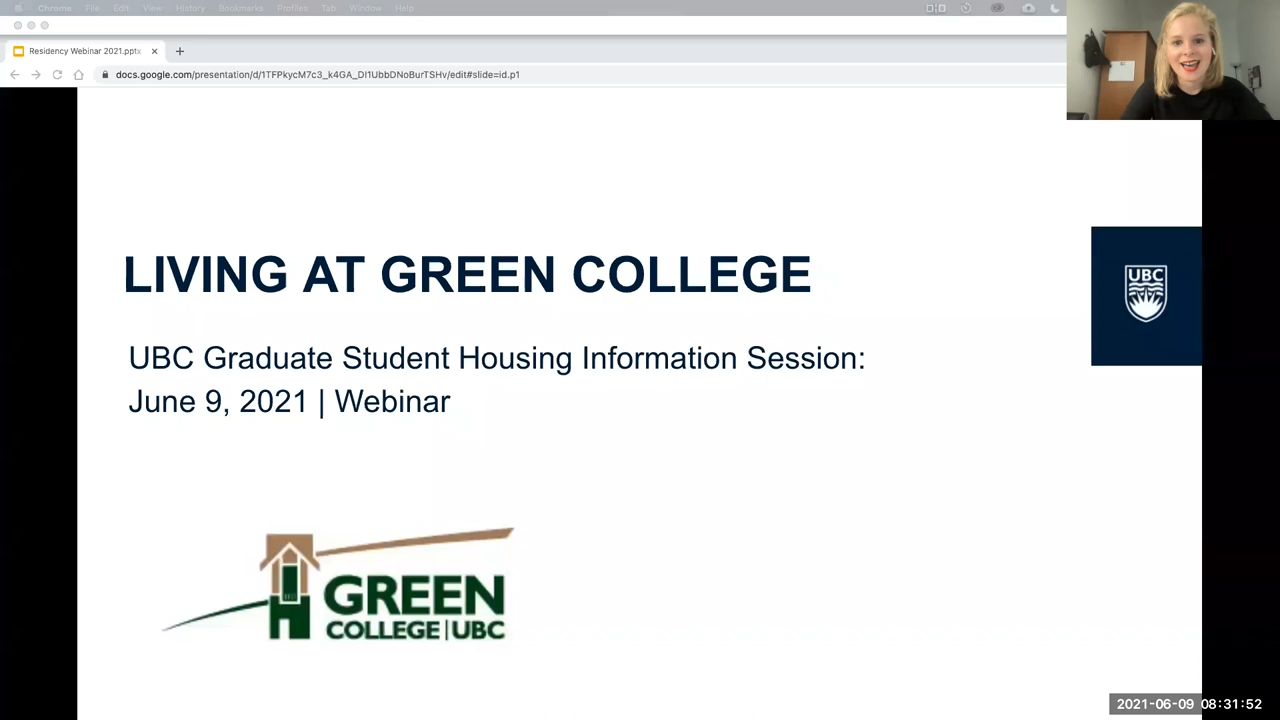 Chrome File Edit View History Bookmarks Profiles Tab Window Help
Residency Webinar 2021.pptx
docs.google.com/presentation/d/1TFPkycM7c3_k4GA_Dl1UbbDNoBurTSHv/edit#slide=id.p1
LIVING AT GREEN COLLEGE
UBC
UBC Graduate Student Housing Information Session:
June 9, 2021 | Webinar
GREEN
COLLEGE|UBC
2021-06-09 08:31:52